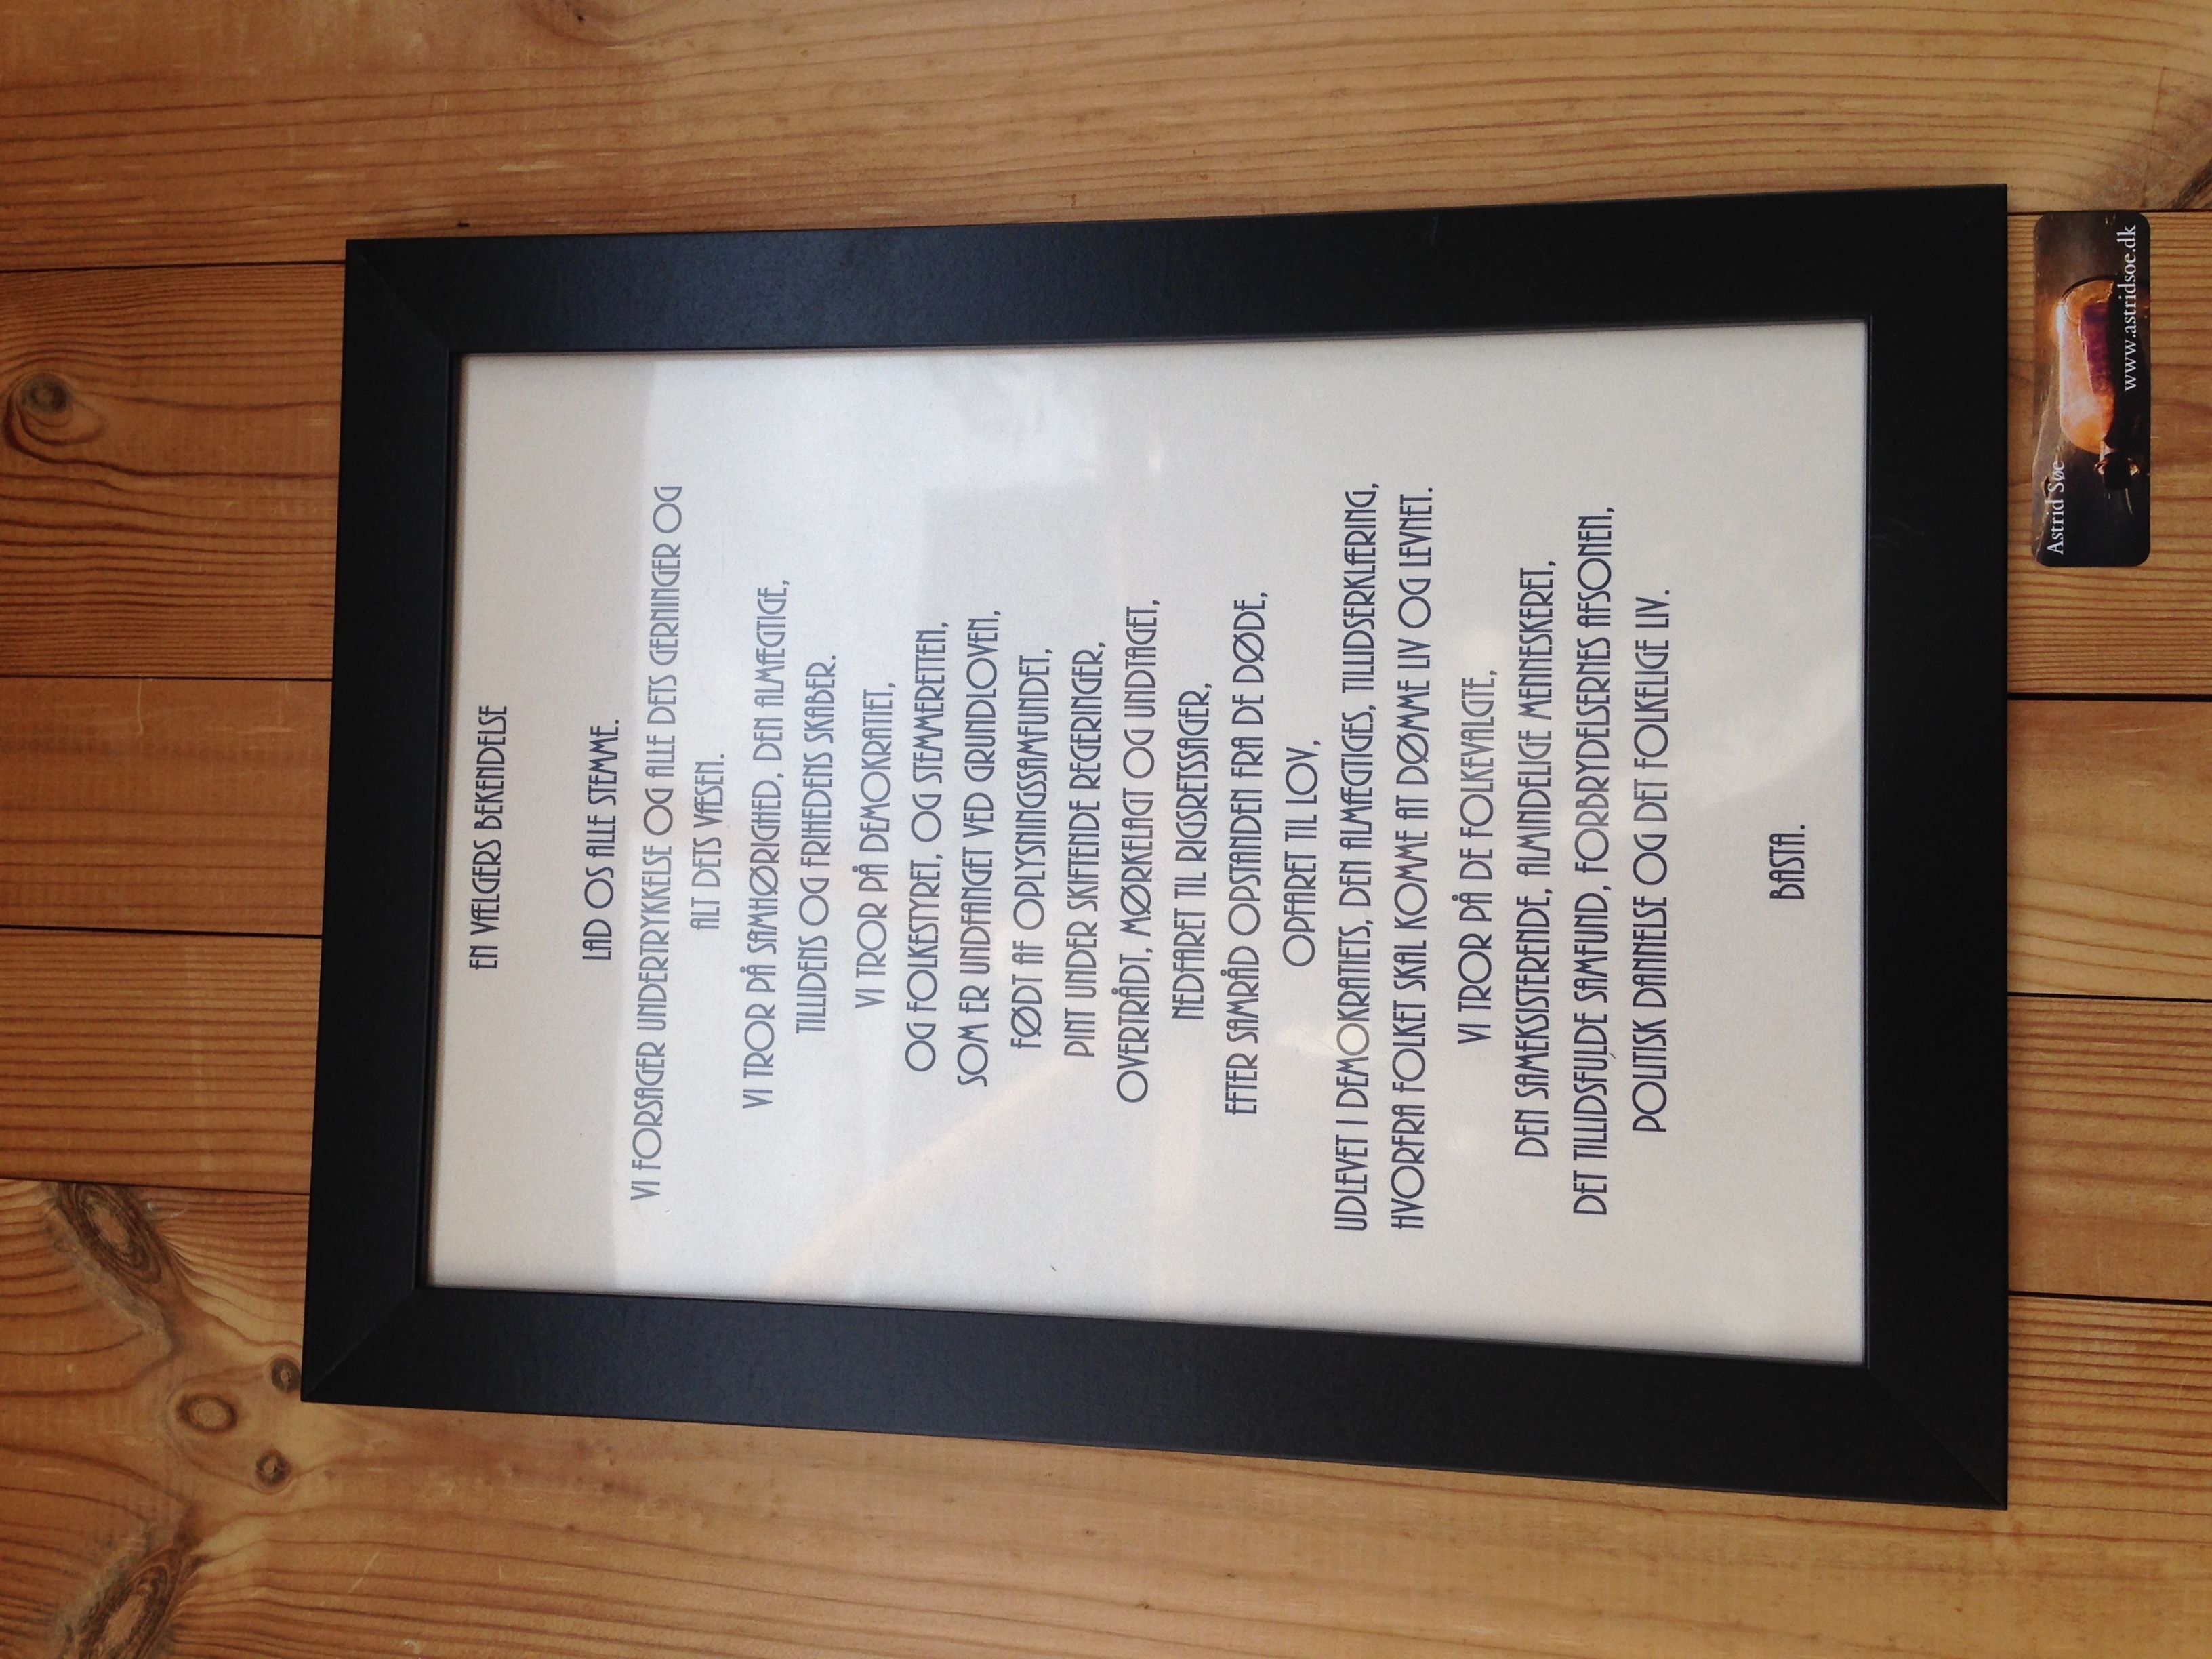 EN VÆLGERS BEKENDELSE
LAD OS ALLE STEMME.
VI FORSAGER UNDERTRYKKELSE OG ALLE DETS GERNINGER OG
ALT DETS VÆSEN.
VI TROR PÅ SAMHØRIGHED, DEN ALMÆGTIGE,
TILLIDENS OG FRIHEDENS SKABER.
VI TROR PÅ DEMOKRATIET,
OG FOLKESTYRET, OG STEMMERETTEN,
SOM ER UNDFANGET VED GRUNDLOVEN,
FØDT AF OPLYSNINGSSAMFUNDET,
PINT UNDER SKIFTENDE REGERINGER,
OVERTRÅDT, MØRKELAGT OG UNDTAGET,
NEDFARET TIL RIGSRETSSAGER,
EFTER SAMRÅD OPSTANDEN FRA DE DØDE,
OPFARET TIL LOV,
UDLEVET I DEMOKRATIETS, DEN ALMÆGTIGES, TILLIDSERKLÆRING,
HVORFRA FOLKET SKAL KOMME AT DØMME LIV OG LEVNET.
VI TROR PÅ DE FOLKEVALGTE,
DEN SAMEKSISTERENDE, ALMINDELIGE MENNESKERET,
DET TILLIDSFULDE SAMFUND, FORBRYDELSERNES AFSONEN,
POLITISK DANNELSE OG DET FOLKELIGE LIV.
BASTA.
Astrid Søe
www.astridsoe.dk